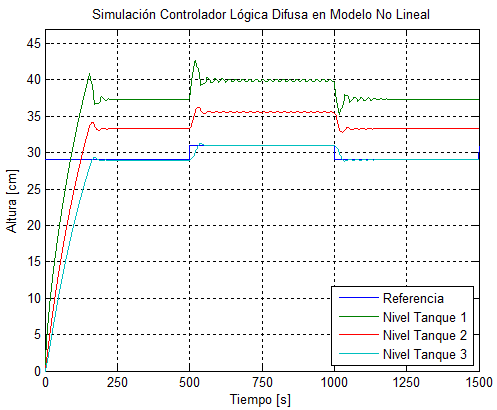 Simulación Controlador Lógica Difusa en Modelo No Lineal
45
40
35
30
25
20
15
10
5
0
Altura [cm]
0 250 500 750 1000 1250 1500
Tiempo [s]
Referencia
Nivel Tanque 1
Nivel Tanque 2
Nivel Tanque 3